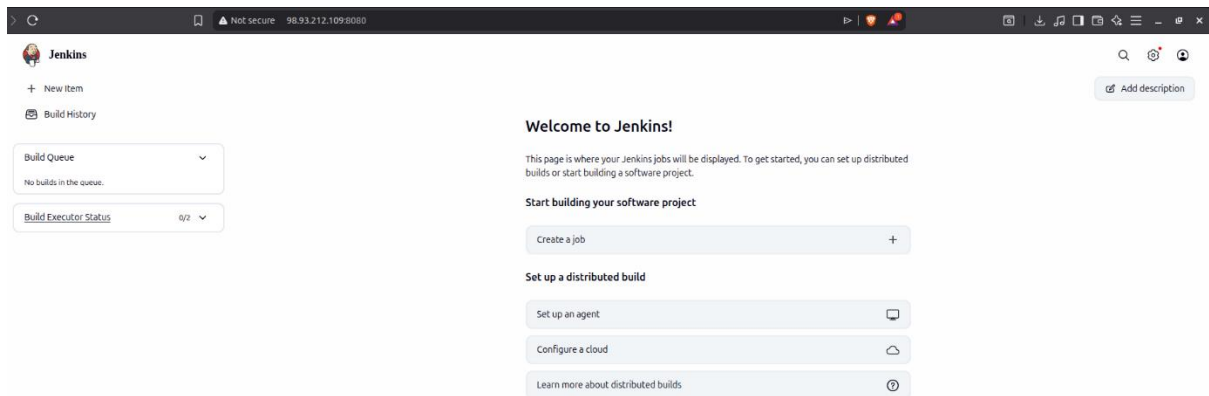 Not secure 98.93.212.109:8080
Jenkins
New Item
Add description
Build History
Welcome to Jenkins!
Build Queue
No builds in the queue.
This page is where your Jenkins jobs will be displayed. To get started, you can set up distributed
builds or start building a software project.
Start building your software project
Build Executor Status 0/2
Create a job
Set up a distributed build
Set up an agent
Configure a cloud
Learn more about distributed builds